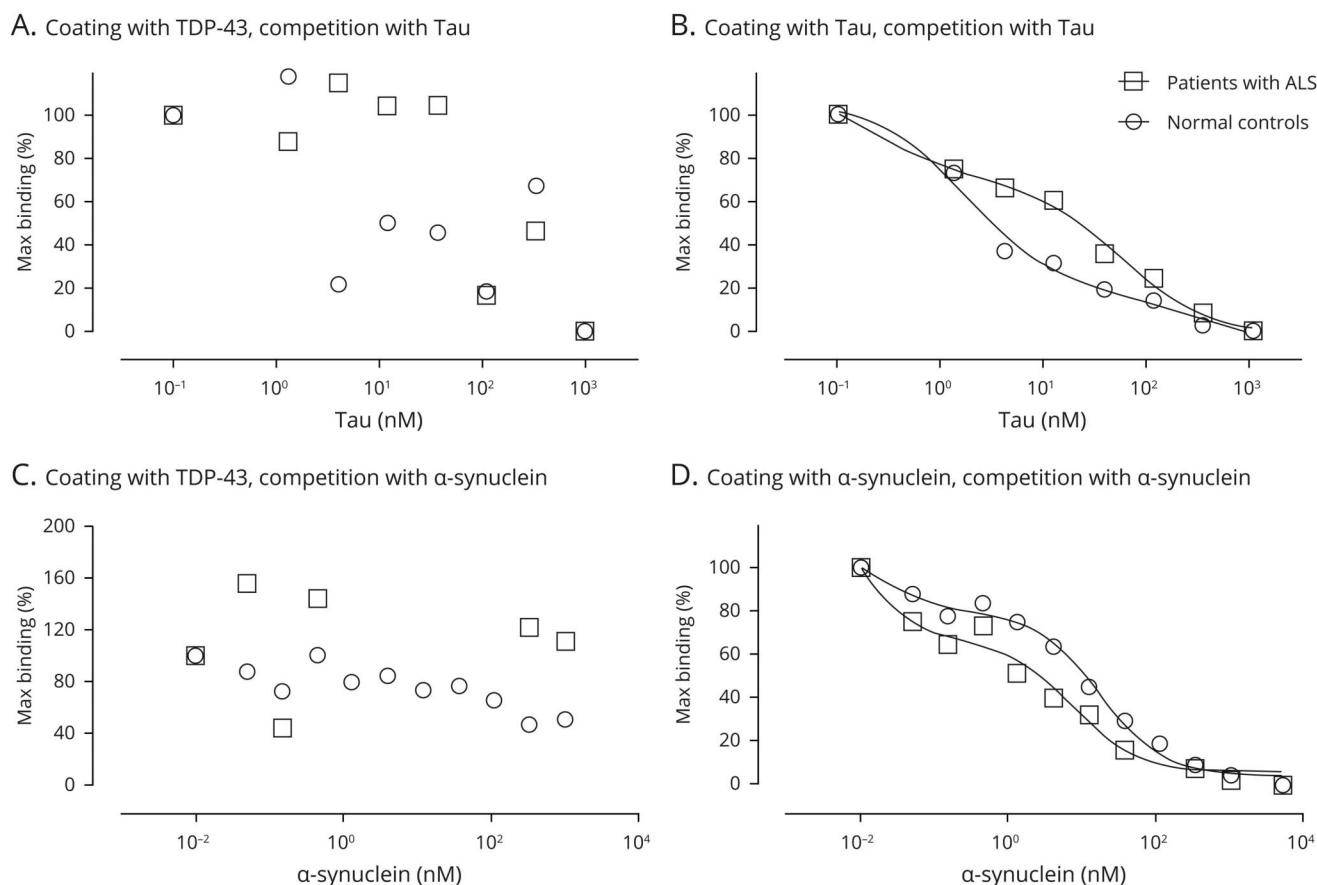 A. Coating with TDP-43, competition with Tau
Max binding (%)
100
80
60
40
20
0
10⁻¹ 10⁰ 10¹ 10² 10³
Tau (nM)
B. Coating with Tau, competition with Tau
Patients with ALS
Normal controls
Max binding (%)
100
80
60
40
20
0
10⁻¹ 10⁰ 10¹ 10² 10³
Tau (nM)
C. Coating with TDP-43, competition with α-synuclein
Max binding (%)
200
160
120
80
40
0
10⁻² 10⁰ 10² 10⁴
α-synuclein (nM)
D. Coating with α-synuclein, competition with α-synuclein
Max binding (%)
100
80
60
40
20
0
10⁻² 10⁰ 10² 10⁴
α-synuclein (nM)